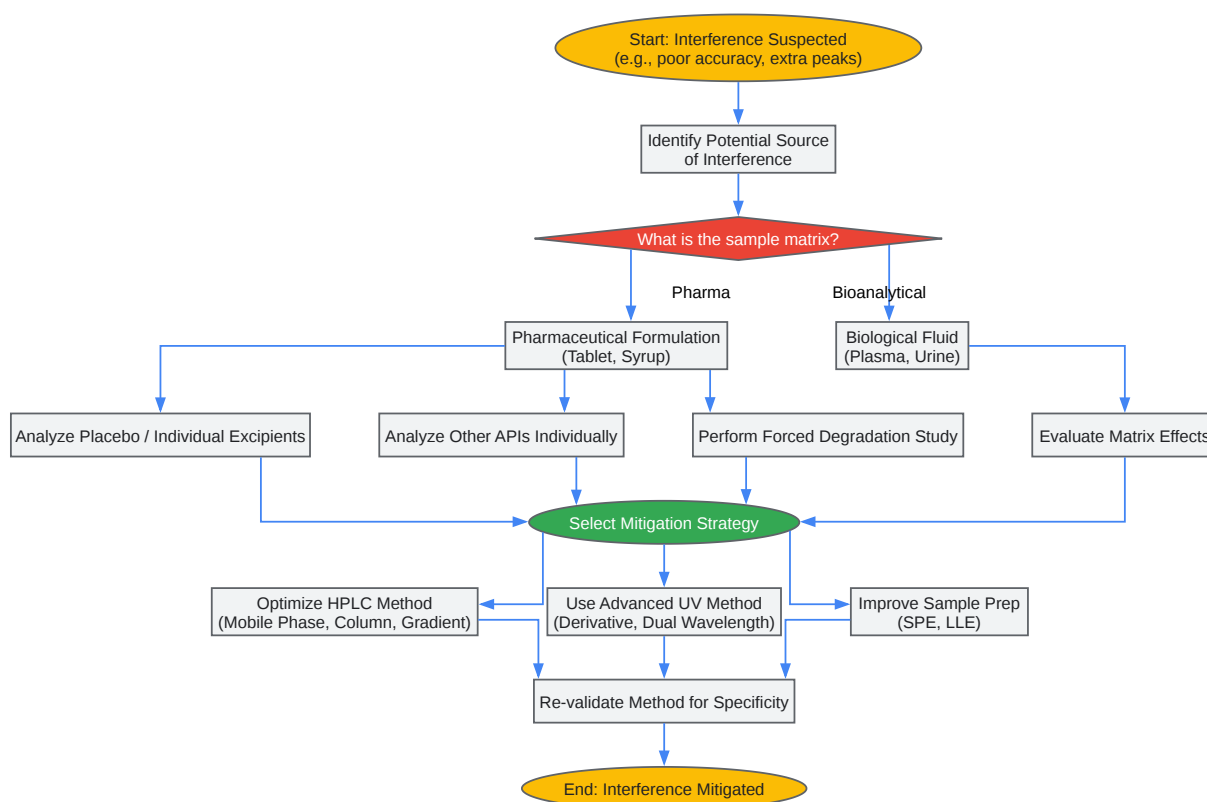 Start: Interference Suspected
(e.g., poor accuracy, extra peaks)
Identify Potential Source
of Interference
What is the sample matrix?
Pharma
Bioanalytical
Pharmaceutical Formulation
(Tablet, Syrup)
Biological Fluid
(Plasma, Urine)
Analyze Placebo / Individual Excipients
Analyze Other APIs Individually
Perform Forced Degradation Study
Evaluate Matrix Effects
Select Mitigation Strategy
Optimize HPLC Method
(Mobile Phase, Column, Gradient)
Use Advanced UV Method
(Derivative, Dual Wavelength)
Improve Sample Prep
(SPE, LLE)
Re-validate Method for Specificity
End: Interference Mitigated